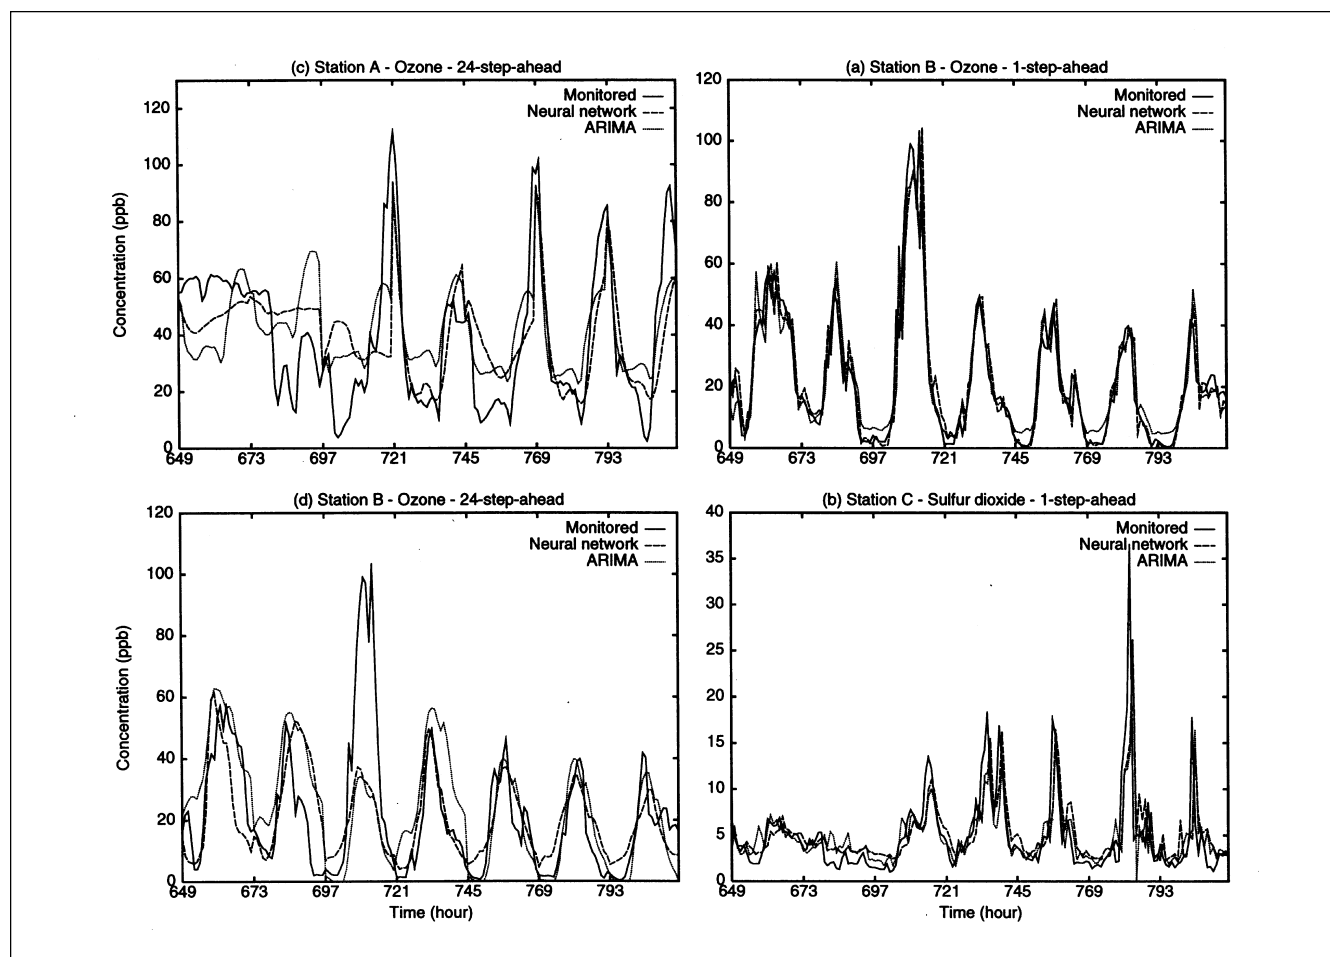 (c) Station A - Ozone - 24-step-ahead
Monitored
Neural network
ARIMA
Concentration (ppb)
120
100
80
60
40
20
0
649 673 697 721 745 769 793
(a) Station B - Ozone - 1-step-ahead
Monitored
Neural network
ARIMA
120
100
80
60
40
20
0
649 673 697 721 745 769 793
(d) Station B - Ozone - 24-step-ahead
Monitored
Neural network
ARIMA
Concentration (ppb)
120
100
80
60
40
20
0
649 673 697 721 745 769 793
Time (hour)
(b) Station C - Sulfur dioxide - 1-step-ahead
Monitored
Neural network
ARIMA
40
35
30
25
20
15
10
5
0
649 673 697 721 745 769 793
Time (hour)